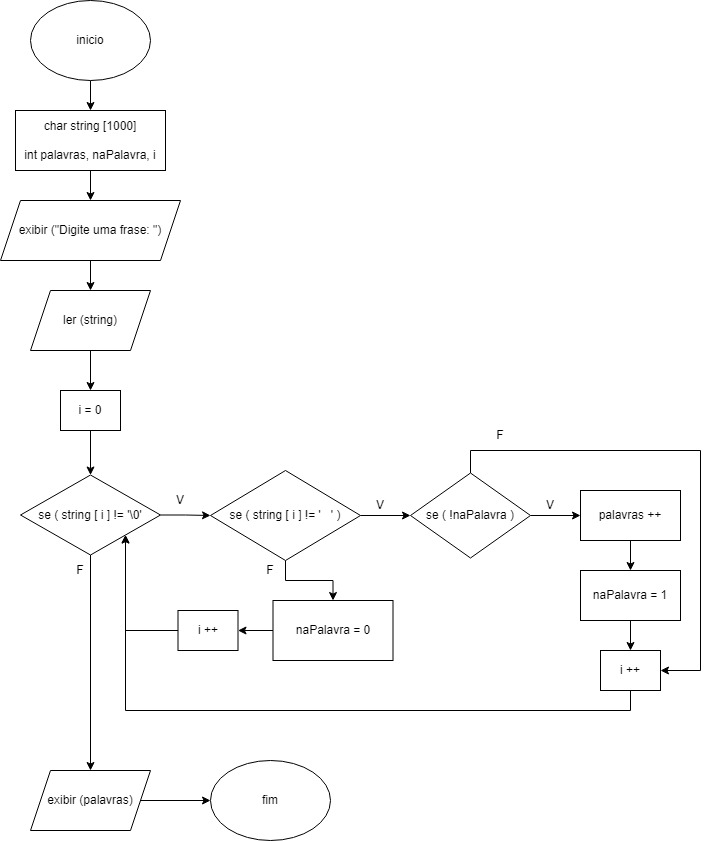 inicio
char string [1000]
int palavras, naPalavra, i
exibir ("Digite uma frase: ")
ler (string)
i = 0
se ( string [ i ] != '\0'
V
se ( string [ i ] != '   ' )
V
se ( !naPalavra )
F
V
palavras ++
naPalavra = 1
i ++
F
naPalavra = 0
i ++
F
exibir (palavras)
fim